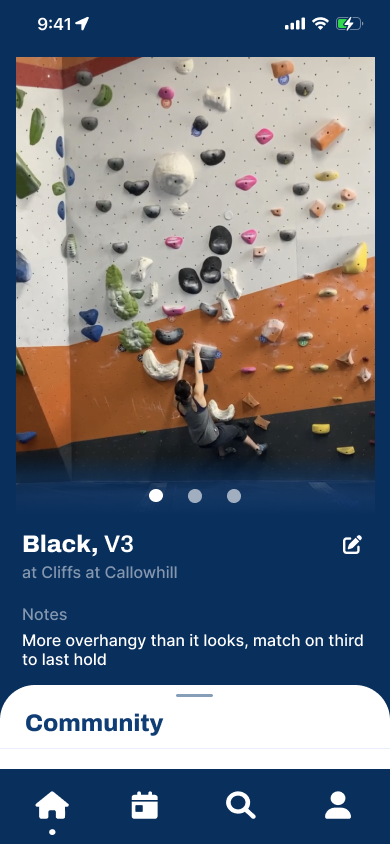 9:41
Black, V3
at Cliffs at Callowhill
Notes
More overhangy than it looks, match on third
to last hold
Community